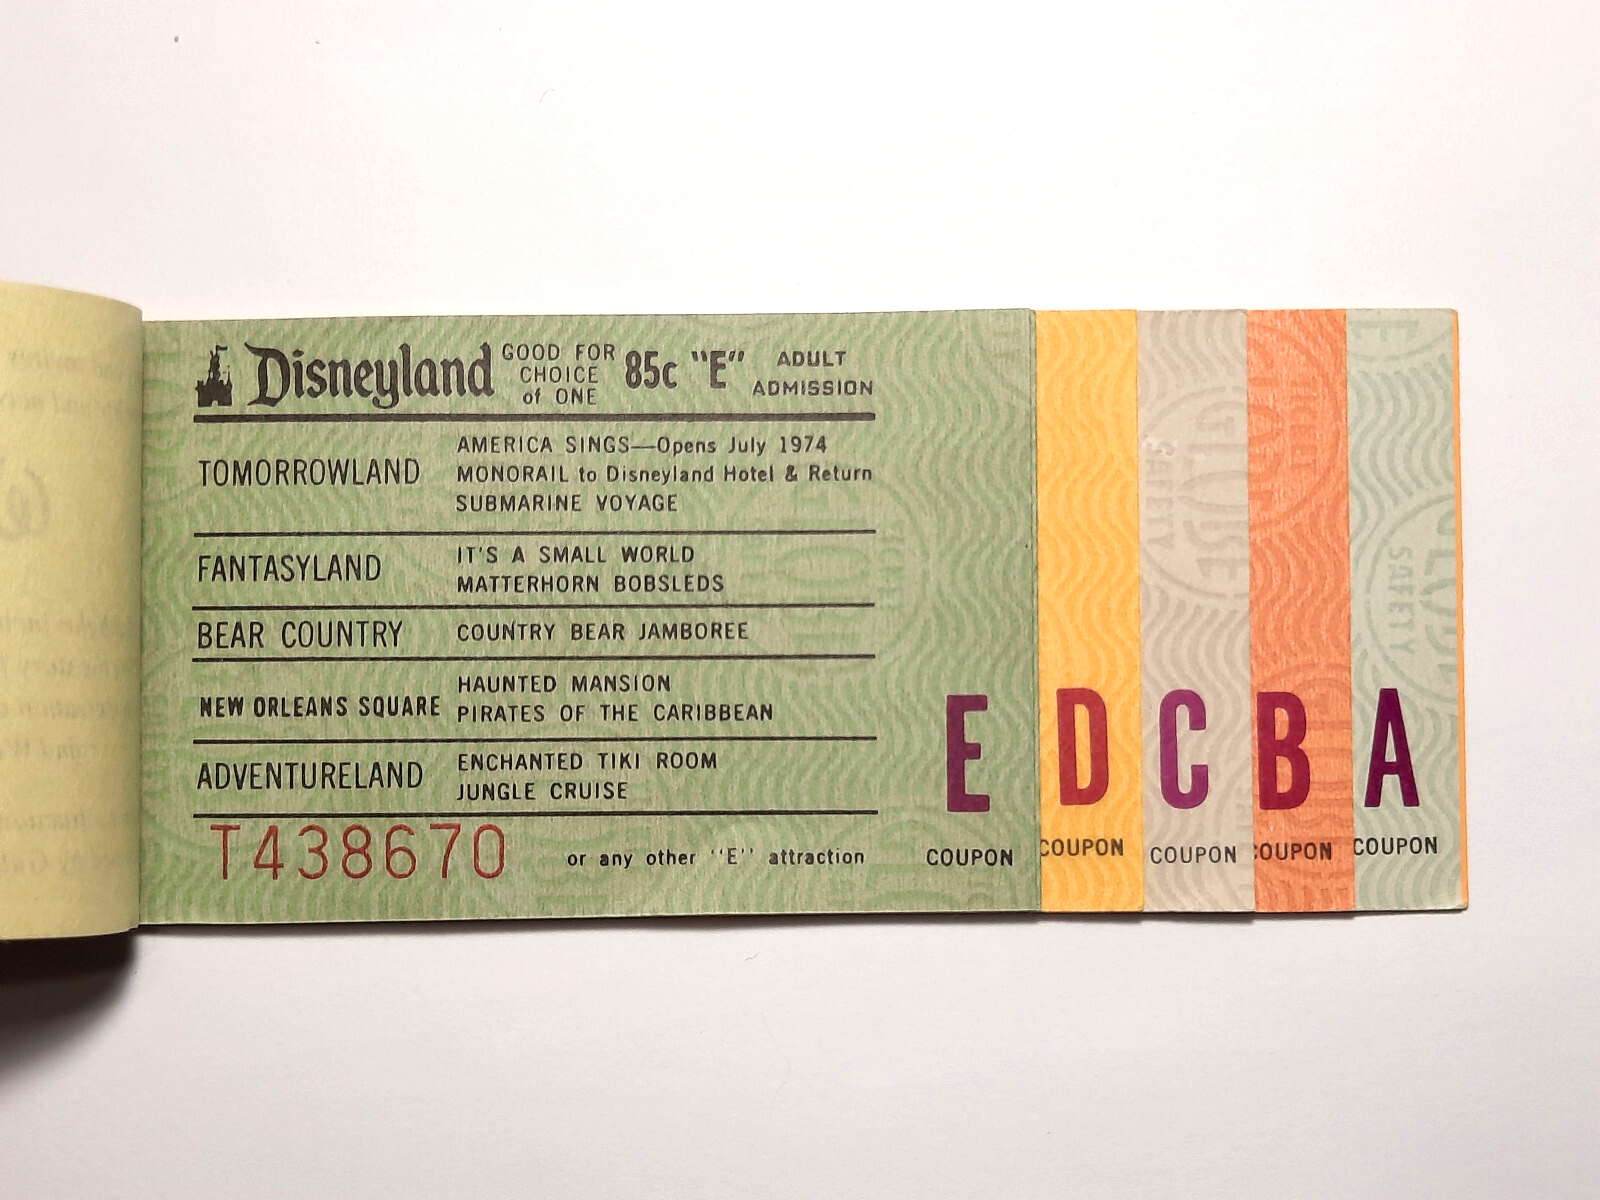 Disneyland GOOD FOR CHOICE of ONE 85c "E" ADULT ADMISSION
TOMORROWLAND
AMERICA SINGS—Opens July 1974
MONORAIL to Disneyland Hotel & Return
SUBMARINE VOYAGE
FANTASYLAND
IT'S A SMALL WORLD
MATTERHORN BOBSLEDS
BEAR COUNTRY
COUNTRY BEAR JAMBOREE
NEW ORLEANS SQUARE
HAUNTED MANSION
PIRATES OF THE CARIBBEAN
ADVENTURELAND
ENCHANTED TIKI ROOM
JUNGLE CRUISE
T438670
or any other "E" attraction
E
COUPON
D
COUPON
GLOBE
SAFETY
C
COUPON
B
COUPON
SAFETY
A
COUPON